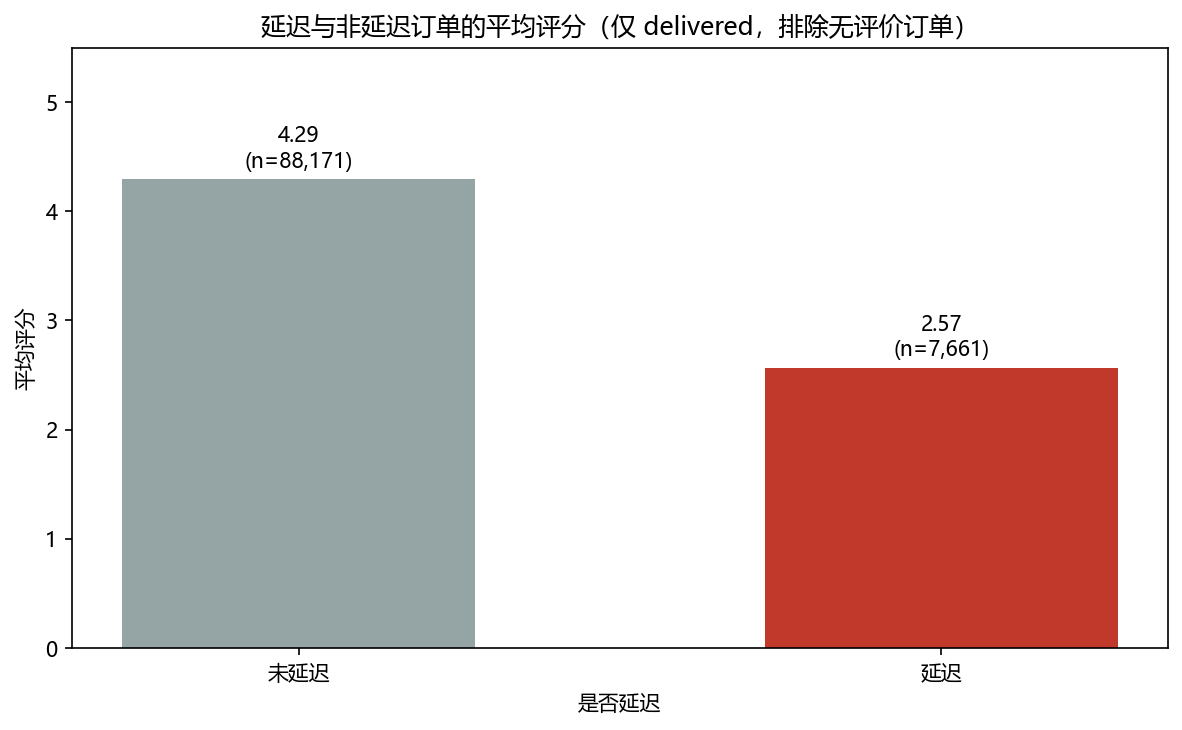 延迟与非延迟订单的平均评分（仅 delivered，排除无评价订单）
5
4
3
2
1
0
平均评分
4.29
(n=88,171)
2.57
(n=7,661)
未延迟
延迟
是否延迟